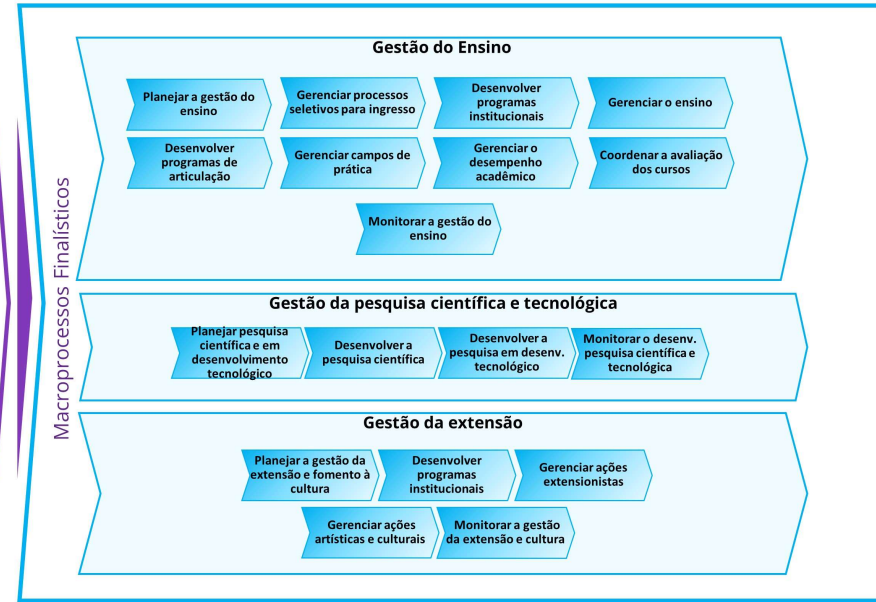 Macroprocessos Finalísticos
Gestão do Ensino
Planejar a gestão do
ensino
Gerenciar processos
seletivos para ingresso
Desenvolver
programas
institucionais
Gerenciar o ensino
Desenvolver
programas de
articulação
Gerenciar campos de
prática
Gerenciar o
desempenho
acadêmico
Coordenar a avaliação
dos cursos
Monitorar a gestão do
ensino
Gestão da pesquisa científica e tecnológica
Planejar pesquisa
científica e em
desenvolvimento
tecnológico
Desenvolver a
pesquisa científica
Desenvolver a
pesquisa em desenv.
tecnológico
Monitorar o desenv.
pesquisa científica e
tecnológica
Gestão da extensão
Planejar a gestão da
extensão e fomento à
cultura
Desenvolver
programas
institucionais
Gerenciar ações
extensionistas
Gerenciar ações
artísticas e culturais
Monitorar a gestão
da extensão e cultura